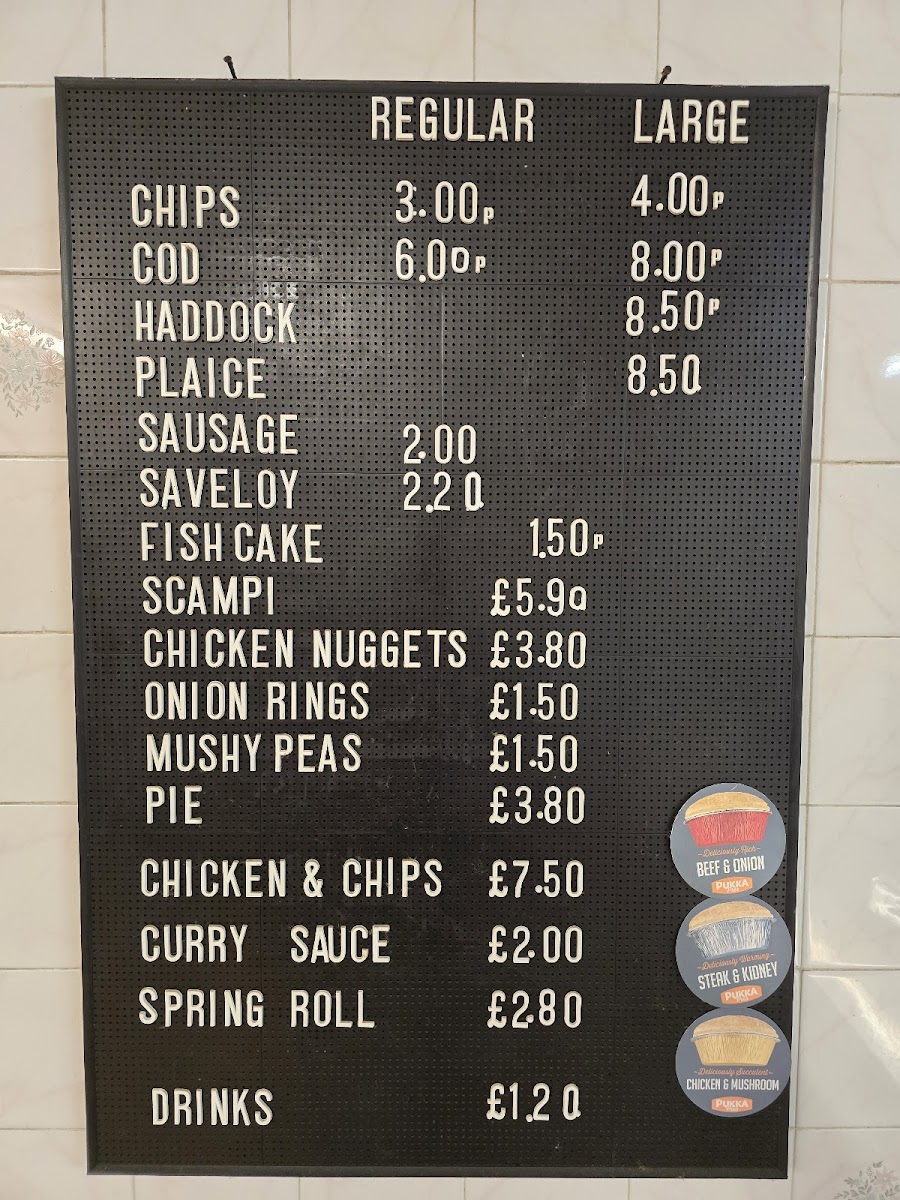 REGULAR LARGE
CHIPS 3.00P 4.00P
COD 6.00P 8.00P
HADDOCK 8.50P
PLAICE 8.50
SAUSAGE 2.00
SAVELOY 2.20
FISH CAKE 1.50P
SCAMPI £5.90
CHICKEN NUGGETS £3.80
ONION RINGS £1.50
MUSHY PEAS £1.50
PIE £3.80
CHICKEN & CHIPS £7.50
CURRY SAUCE £2.00
SPRING ROLL £2.80
DRINKS £1.20
Deliciously Rich
BEEF & ONION
PUKKA
Deliciously Warming
STEAK & KIDNEY
PUKKA
Deliciously Succulent
CHICKEN & MUSHROOM
PUKKA